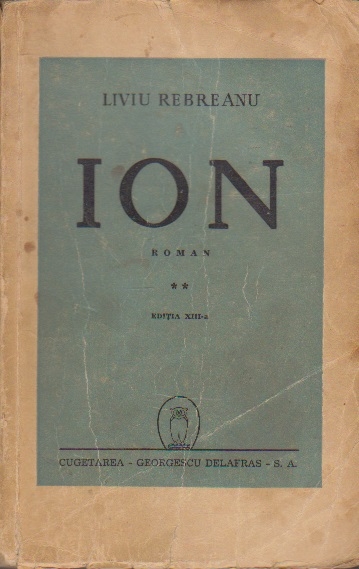 LIVIU REBREANU
ION
ROMAN
**
EDIȚIA XIII-a
CUGETAREA - GEORGESCU DELAFRAS - S. A.